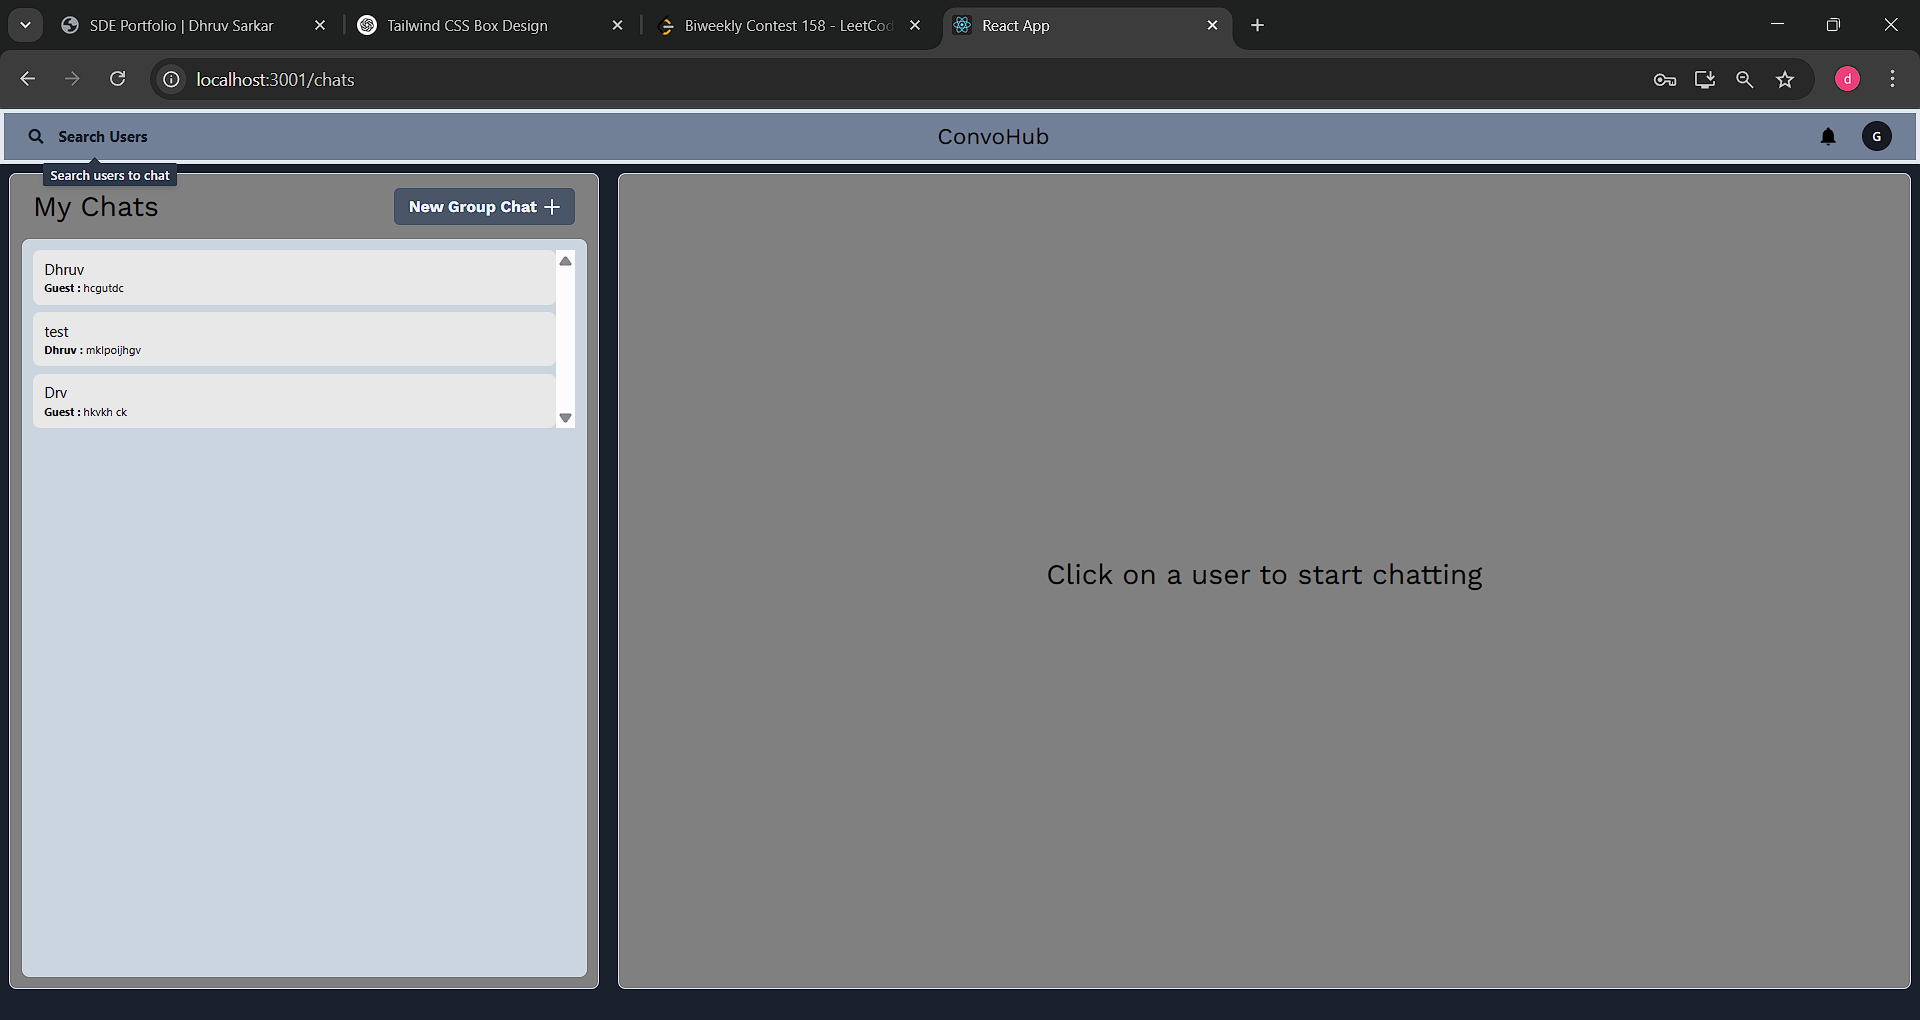 SDE Portfolio | Dhruv Sarkar
Tailwind CSS Box Design
Biweekly Contest 158 - LeetCod
React App
localhost:3001/chats
d
Search Users
ConvoHub
G
Search users to chat
My Chats
New Group Chat +
Dhruv
Guest : hcgutdc
test
Dhruv : mklpoijhgv
Drv
Guest : hkvkh ck
Click on a user to start chatting